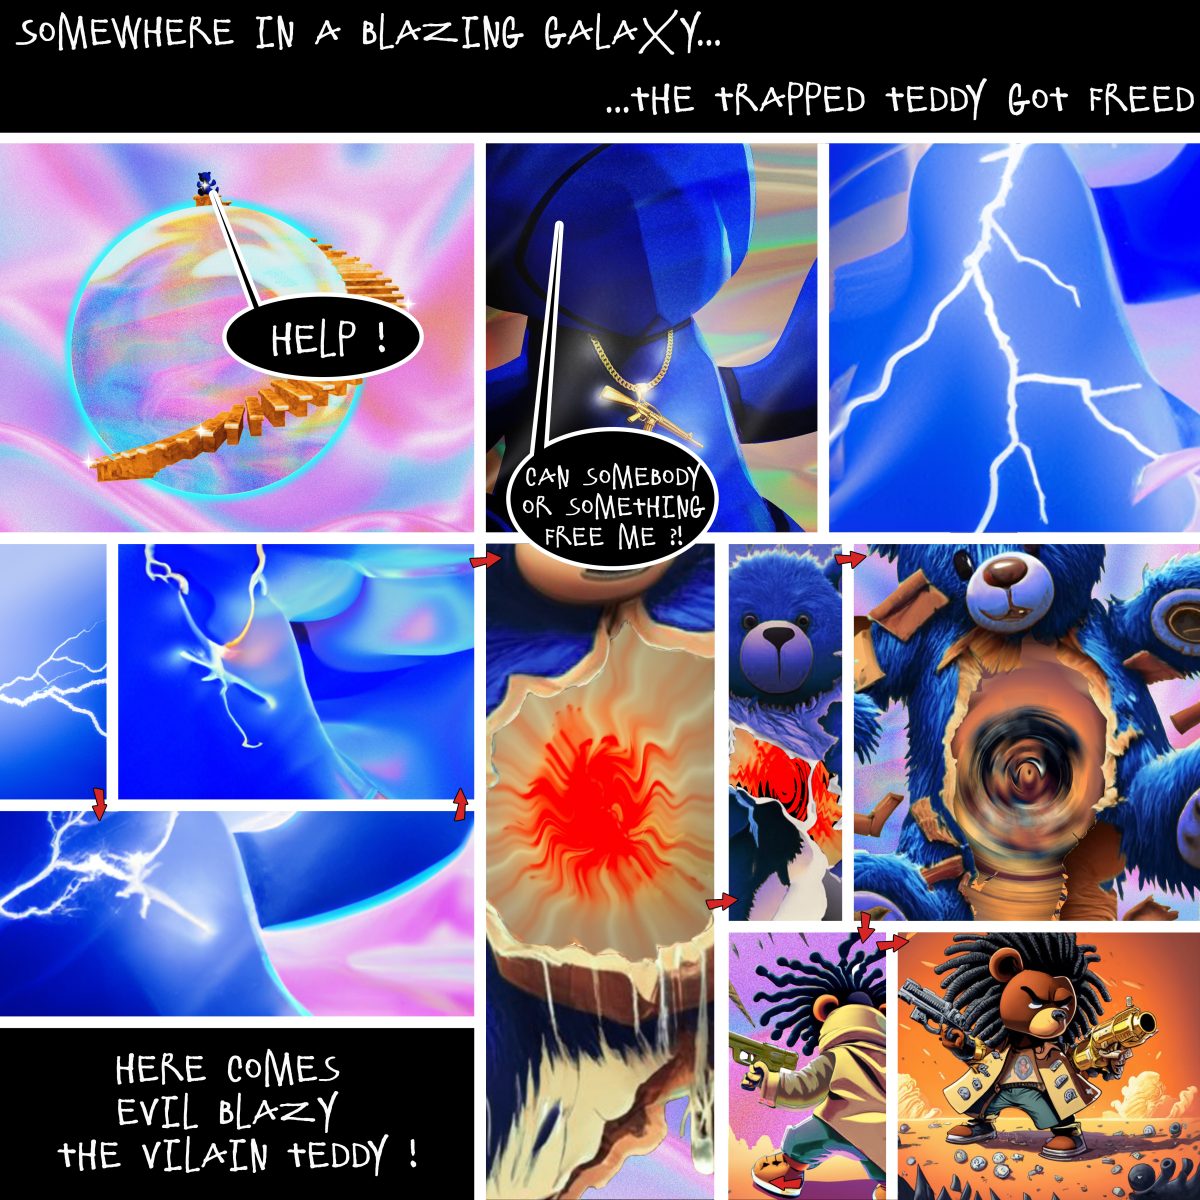 SOMEWHERE IN A BLAZING GALAXY...
...THE TRAPPED TEDDY GOT FREED
HELP !
CAN SOMEBODY
OR SOMETHING
FREE ME ?!
HERE COMES
EVIL BLAZY
THE VILAIN TEDDY !